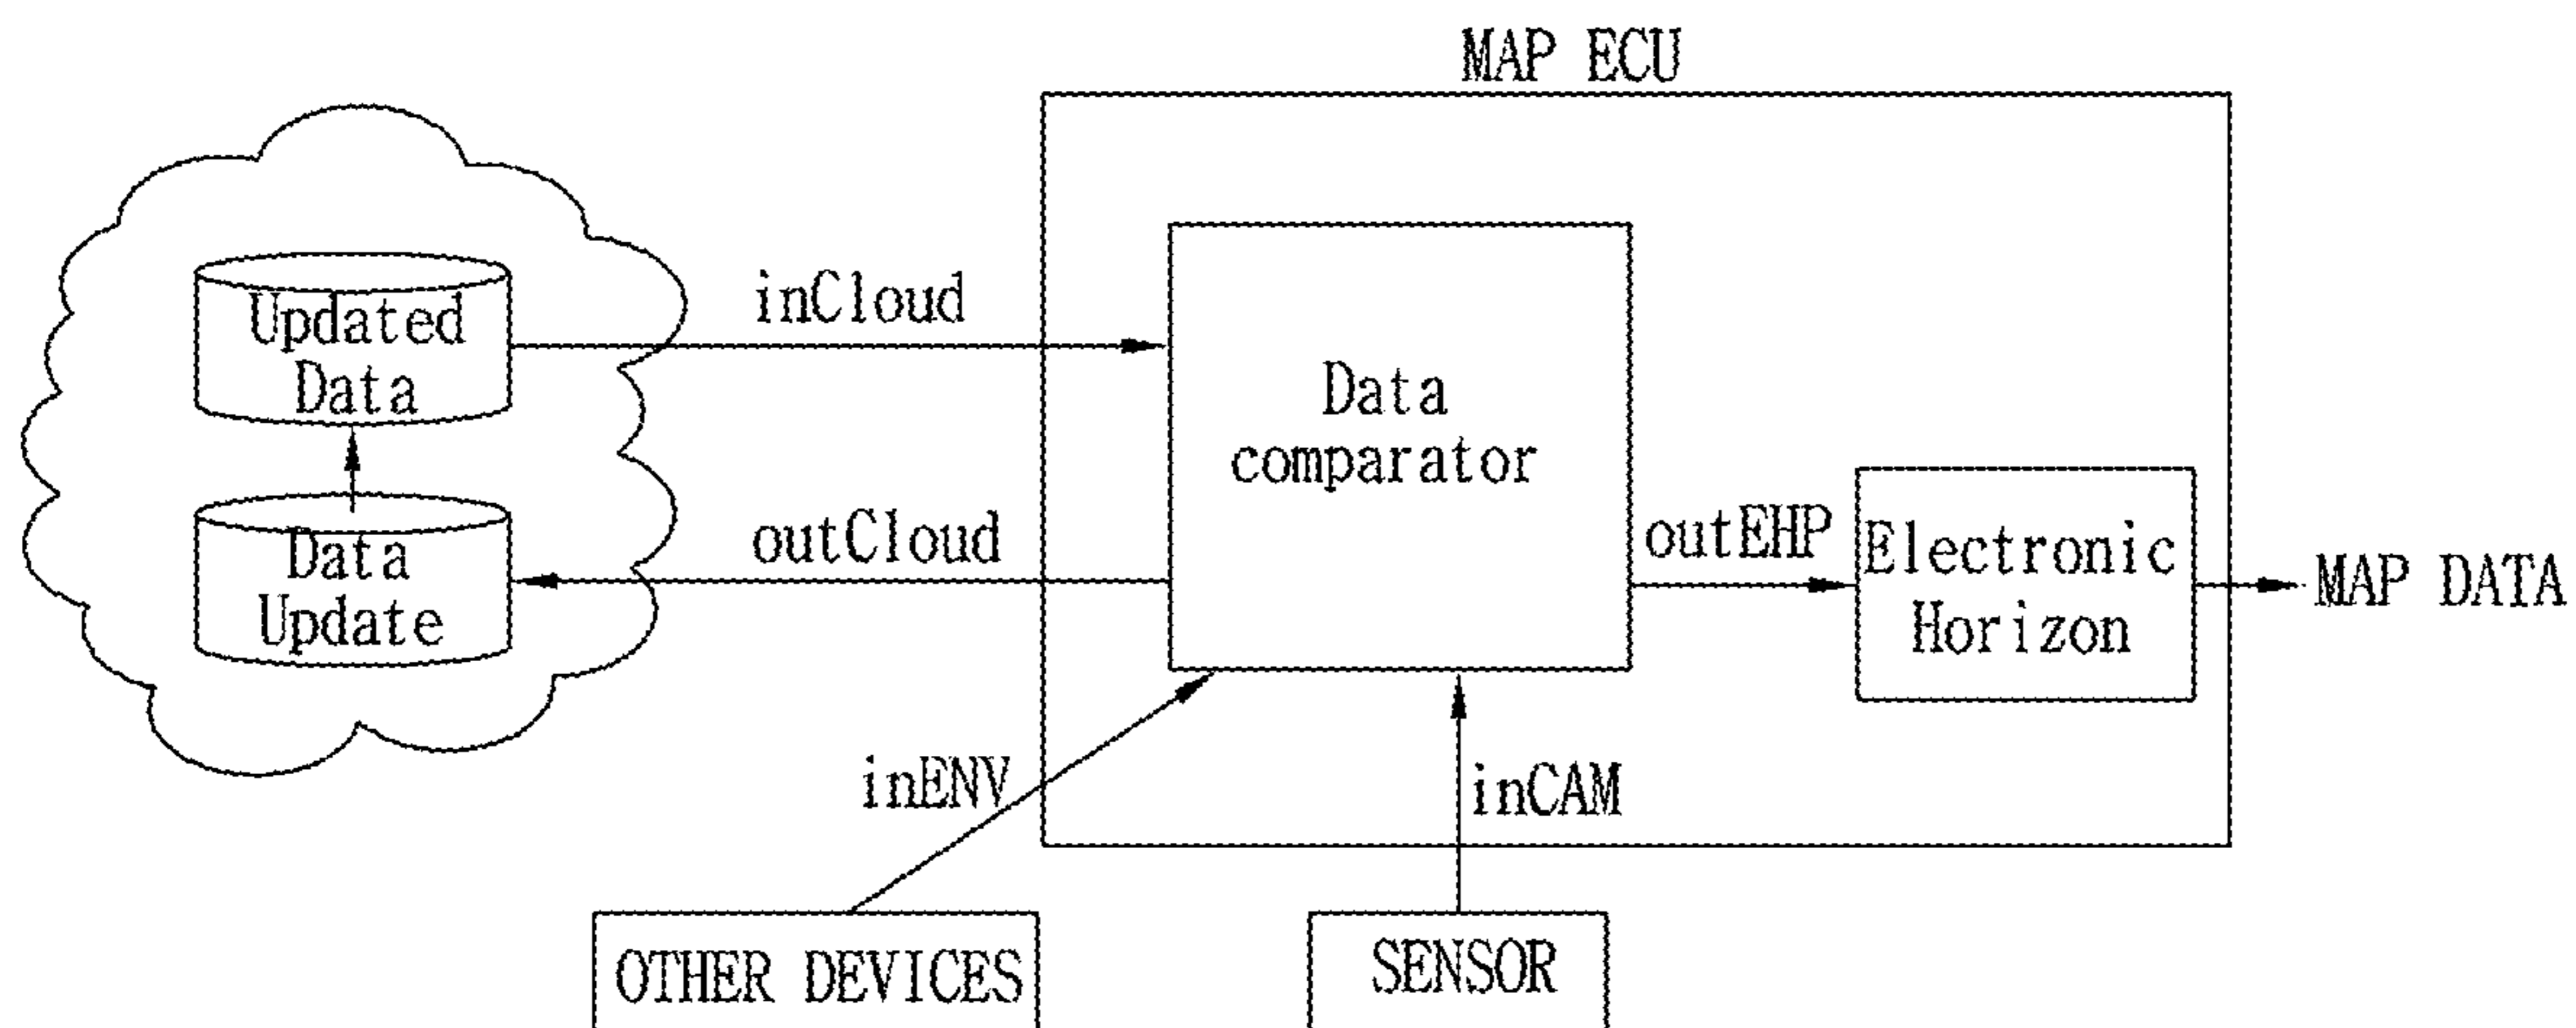 MAP ECU
Updated
Data
inCloud
Data
comparator
Data
Update
outCloud
outEHP
Electronic
Horizon
MAP DATA
inENV
inCAM
OTHER DEVICES
SENSOR